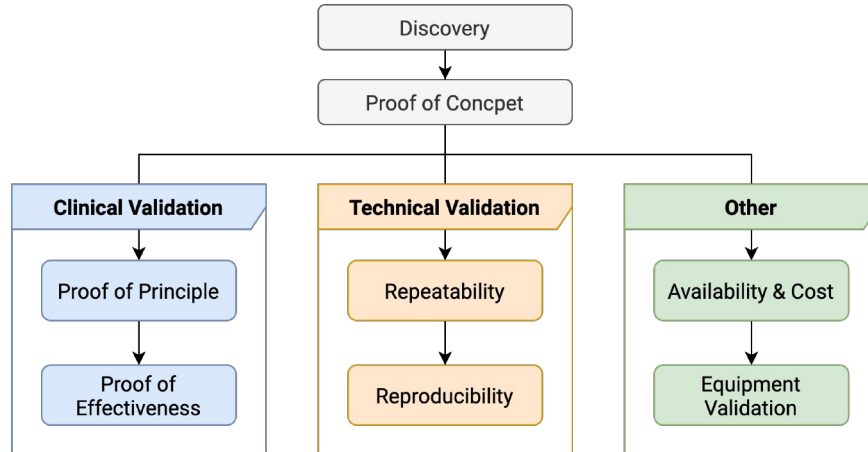 Discovery
Proof of Concpet
Clinical Validation
Proof of Principle
Proof of
Effectiveness
Technical Validation
Repeatability
Reproducibility
Other
Availability & Cost
Equipment
Validation